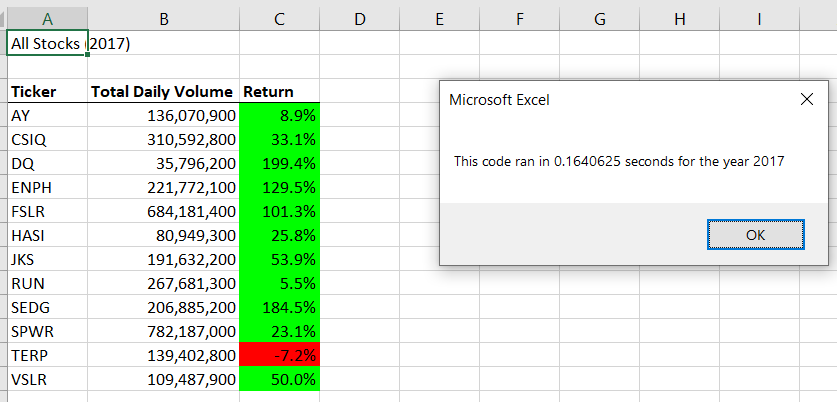 A B C D E F G H I
All Stocks (2017)
Ticker Total Daily Volume Return
AY 136,070,900 8.9%
CSIQ 310,592,800 33.1%
DQ 35,796,200 199.4%
ENPH 221,772,100 129.5%
FSLR 684,181,400 101.3%
HASI 80,949,300 25.8%
JKS 191,632,200 53.9%
RUN 267,681,300 5.5%
SEDG 206,885,200 184.5%
SPWR 782,187,000 23.1%
TERP 139,402,800 -7.2%
VSLR 109,487,900 50.0%
Microsoft Excel
This code ran in 0.1640625 seconds for the year 2017
OK